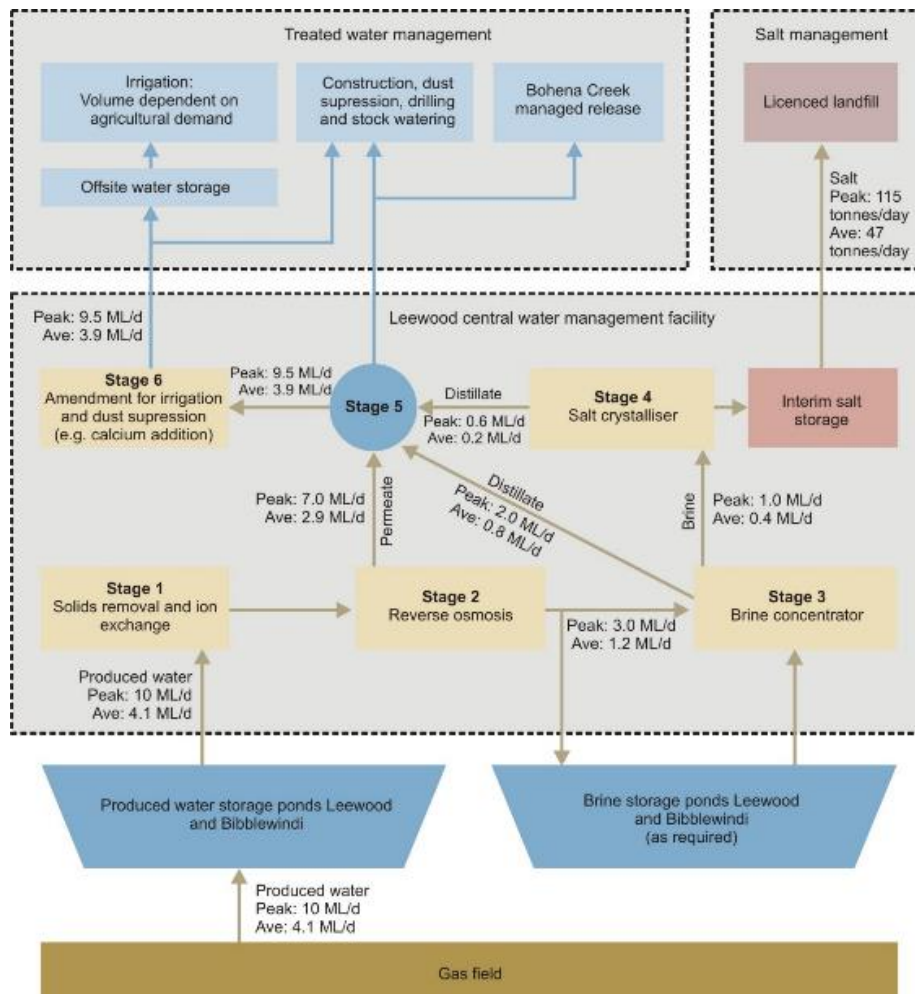 Treated water management
Salt management
Irrigation:
Volume dependent on
agricultural demand
Construction, dust
supression, drilling
and stock watering
Bohena Creek
managed release
Licenced landfill
Offsite water storage
Salt
Peak: 115
tonnes/day
Ave: 47
tonnes/day
Peak: 9.5 ML/d
Ave: 3.9 ML/d
Leewood central water management facility
Stage 6
Amendment for irrigation
and dust supression
(e.g. calcium addition)
Peak: 9.5 ML/d
Ave: 3.9 ML/d
Stage 5
Distillate
Peak: 0.6 ML/d
Ave: 0.2 ML/d
Stage 4
Salt crystalliser
Interim salt
storage
Peak: 7.0 ML/d
Ave: 2.9 ML/d
Permeate
Distillate
Peak: 2.0 ML/d
Ave: 0.8 ML/d
Brine
Peak: 1.0 ML/d
Ave: 0.4 ML/d
Stage 1
Solids removal and ion
exchange
Stage 2
Reverse osmosis
Peak: 3.0 ML/d
Ave: 1.2 ML/d
Stage 3
Brine concentrator
Produced water
Peak: 10 ML/d
Ave: 4.1 ML/d
Produced water storage ponds Leewood
and Bibblewindi
Brine storage ponds Leewood
and Bibblewindi
(as required)
Produced water
Peak: 10 ML/d
Ave: 4.1 ML/d
Gas field